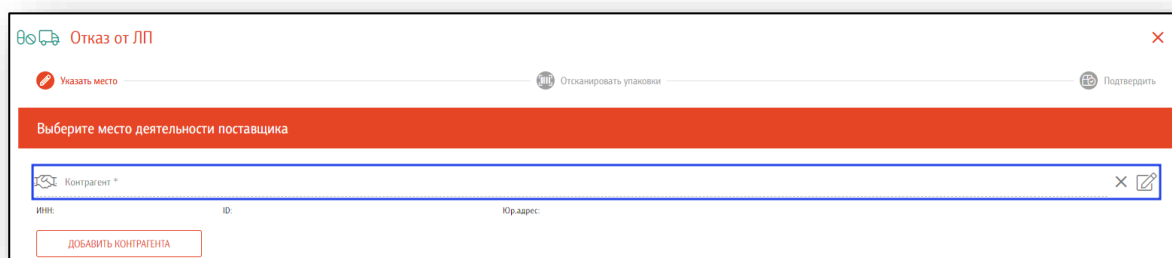 Отказ от ЛП
Указать место Отсканировать упаковки Подтвердить
Выберите место деятельности поставщика
Контрагент *
ИНН: ID: Юр.адрес:
ДОБАВИТЬ КОНТРАГЕНТА